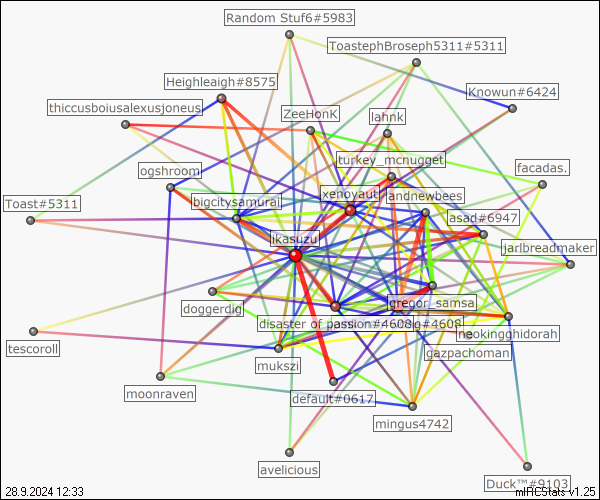 Random Stuf6#5983
ToastephBroseph5311#5311
Heighleaigh#8575
Knowun#6424
thiccusboiusalexusjoneus
ZeeHonK
lahnk
turkey_mcnugget
ogshroom
facadas.
xenoyaut
andnewbees
Toast#5311
bigcitysamurai
asad#6947
likasuzu
jarlbreadmaker
doggerdig
gregor_samsa
disaster of passion#4608
g#4608
neokingghidorah
tescoroll
gazpachoman
mukszi
moonraven
default#0617
mingus4742
avelicious
Duck™#9103
28.9.2024 12:33
mIRCStats v1.25